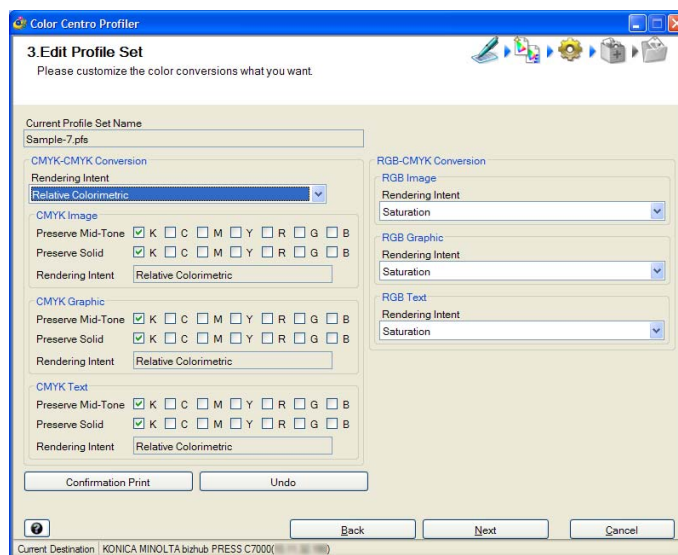 Color Centro Profiler
3.Edit Profile Set
Please customize the color conversions what you want.
Current Profile Set Name
Sample-7.pfs
CMYK-CMYK Conversion
Rendering Intent
Relative Colorimetric
CMYK Image
Preserve Mid-Tone K C M Y R G B
Preserve Solid K C M Y R G B
Rendering Intent Relative Colorimetric
CMYK Graphic
Preserve Mid-Tone K C M Y R G B
Preserve Solid K C M Y R G B
Rendering Intent Relative Colorimetric
CMYK Text
Preserve Mid-Tone K C M Y R G B
Preserve Solid K C M Y R G B
Rendering Intent Relative Colorimetric
RGB-CMYK Conversion
RGB Image
Rendering Intent
Saturation
RGB Graphic
Rendering Intent
Saturation
RGB Text
Rendering Intent
Saturation
Confirmation Print Undo
? Back Next Cancel
Current Destination KONICA MINOLTA bizhub PRESS C7000(